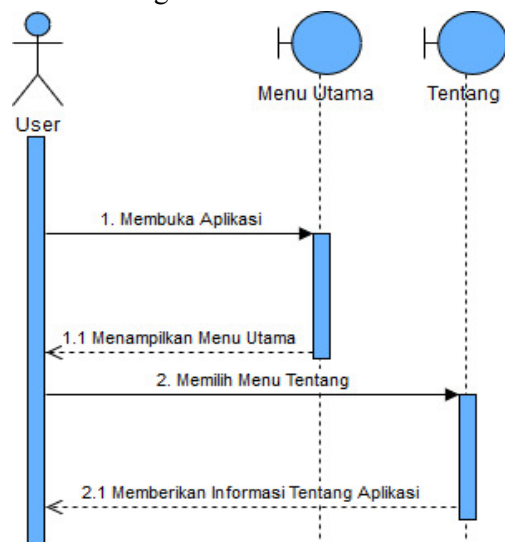 Menu Utama
Tentang
User
1. Membuka Aplikasi
1.1 Menampilkan Menu Utama
2. Memilih Menu Tentang
2.1 Memberikan Informasi Tentang Aplikasi